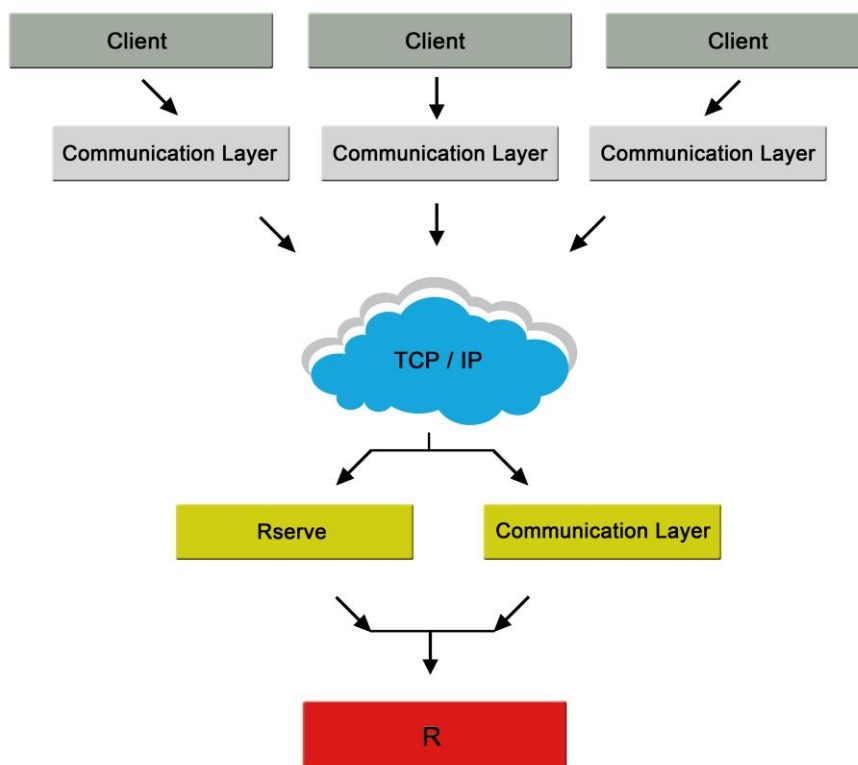 Client
Client
Client
Communication Layer
Communication Layer
Communication Layer
TCP / IP
Rserve
Communication Layer
R